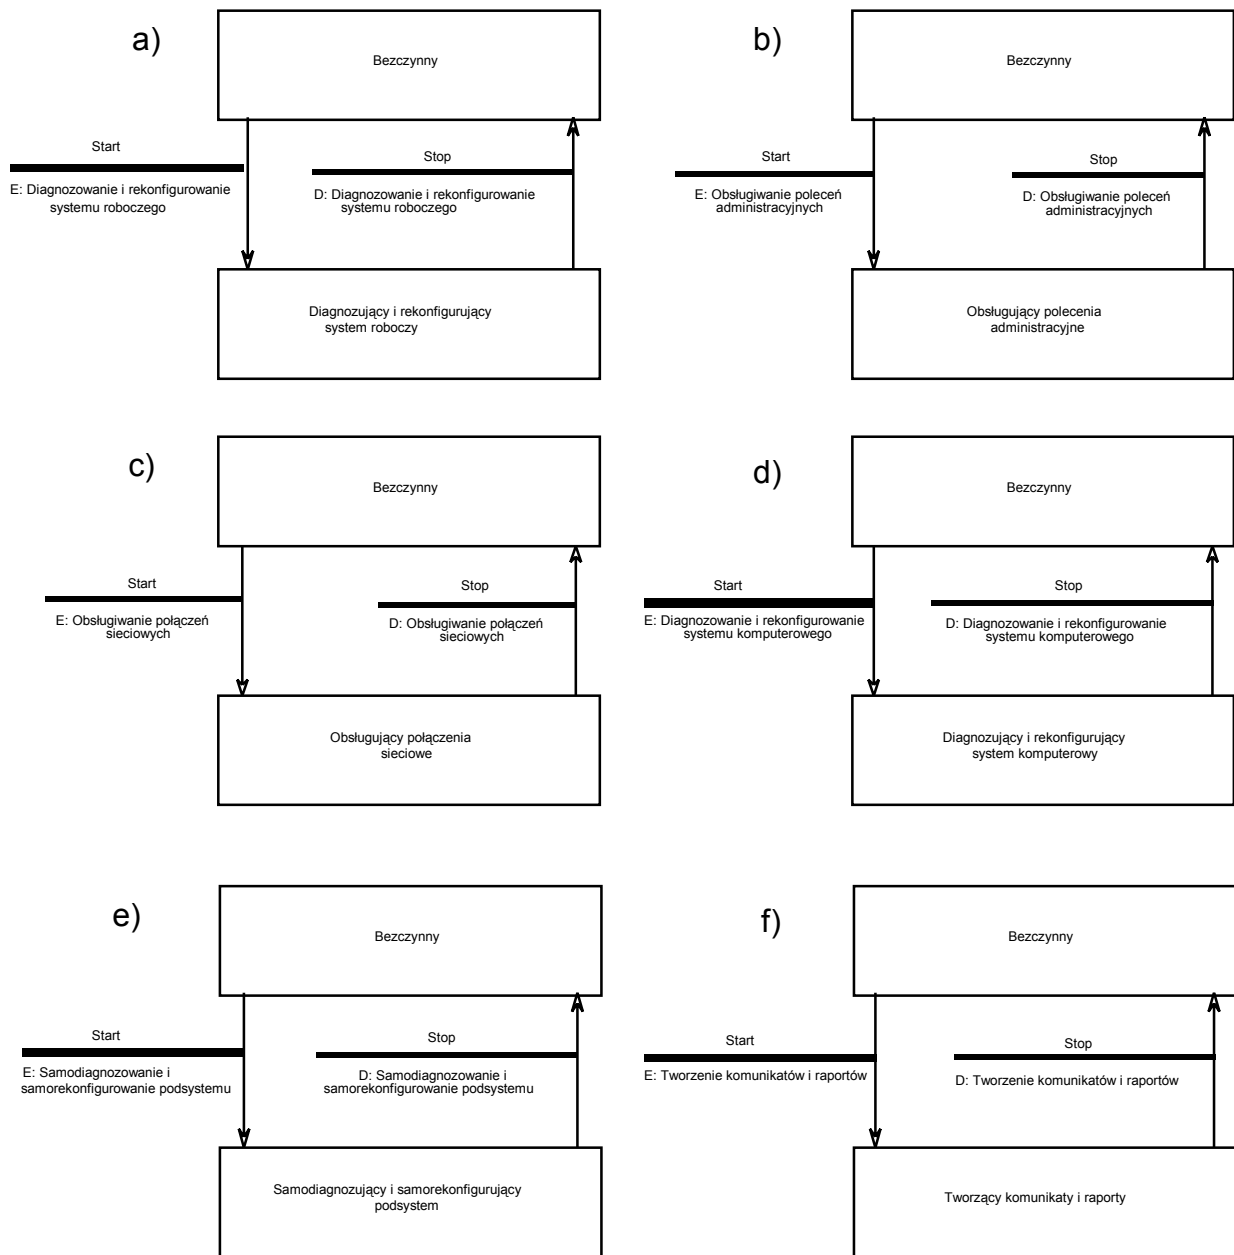 a)
Bezczynny
Start
E: Diagnozowanie i rekonfigurowanie
systemu roboczego
Stop
D: Diagnozowanie i rekonfigurowanie
systemu roboczego
Diagnozujący i rekonfigurujący
system roboczy
b)
Bezczynny
Start
E: Obsługiwanie poleceń
administracyjnych
Stop
D: Obsługiwanie poleceń
administracyjnych
Obsługujący polecenia
administracyjne
c)
Bezczynny
Start
E: Obsługiwanie połączeń
sieciowych
Stop
D: Obsługiwanie połączeń
sieciowych
Obsługujący połączenia
sieciowe
d)
Bezczynny
Start
E: Diagnozowanie i rekonfigurowanie
systemu komputerowego
Stop
D: Diagnozowanie i rekonfigurowanie
systemu komputerowego
Diagnozujący i rekonfigurujący
system komputerowy
e)
Bezczynny
Start
E: Samodiagnozowanie i
samorekonfigurowanie podsystemu
Stop
D: Samodiagnozowanie i
samorekonfigurowanie podsystemu
Samodiagnozujący i samorekonfigurujący
podsystem
f)
Bezczynny
Start
E: Tworzenie komunikatów i raportów
Stop
D: Tworzenie komunikatów i raportów
Tworzący komunikaty i raporty